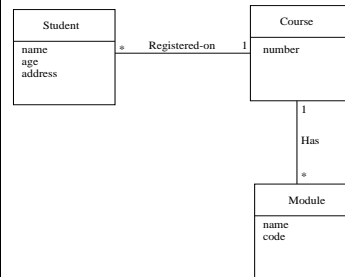 Student
name
age
address
* Registered-on 1
Course
number
1
Has
*
Module
name
code